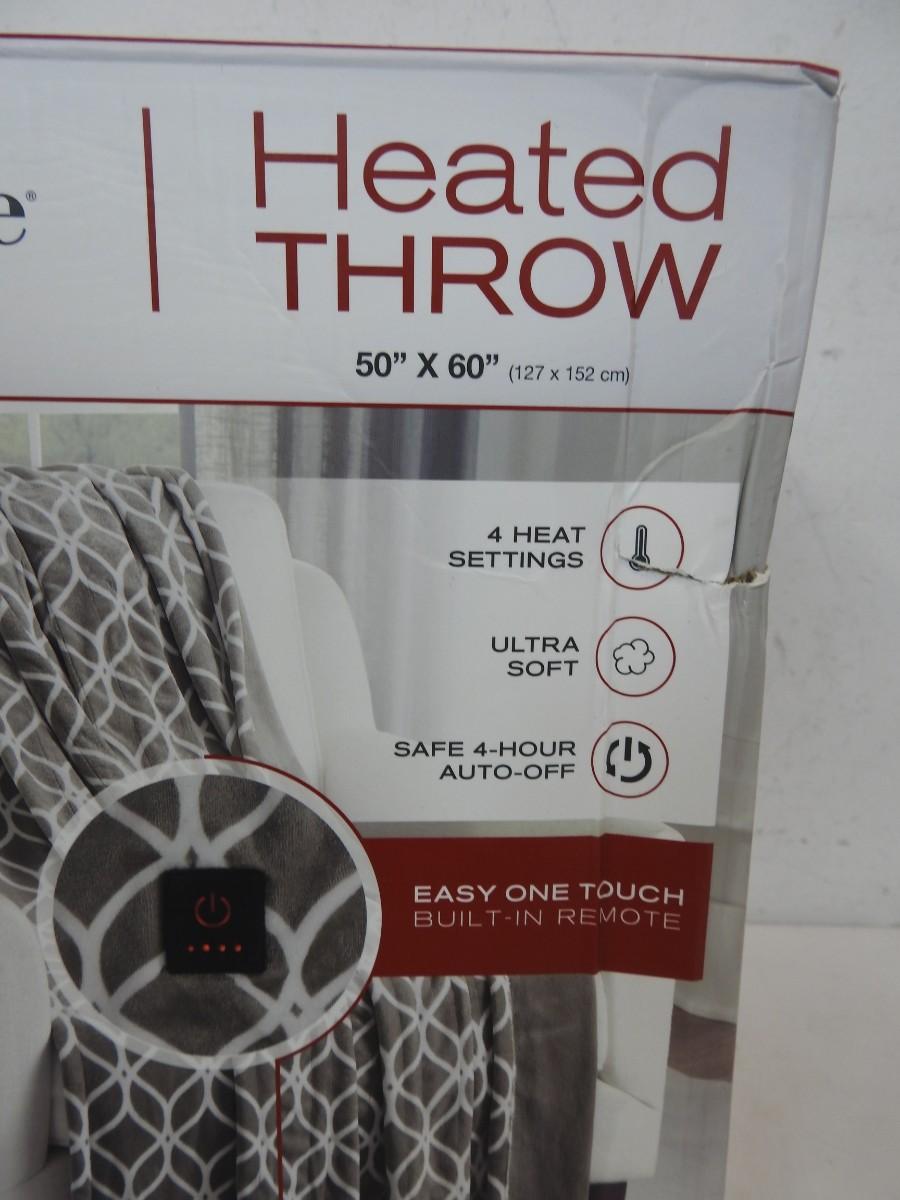 e®
Heated
THROW
50” X 60” (127 x 152 cm)
4 HEAT
SETTINGS
ULTRA
SOFT
SAFE 4-HOUR
AUTO-OFF
EASY ONE TOUCH
BUILT-IN REMOTE